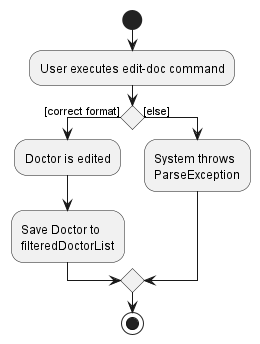 User executes edit-doc command
[correct format]
[else]
Doctor is edited
System throws
ParseException
Save Doctor to
filteredDoctorList